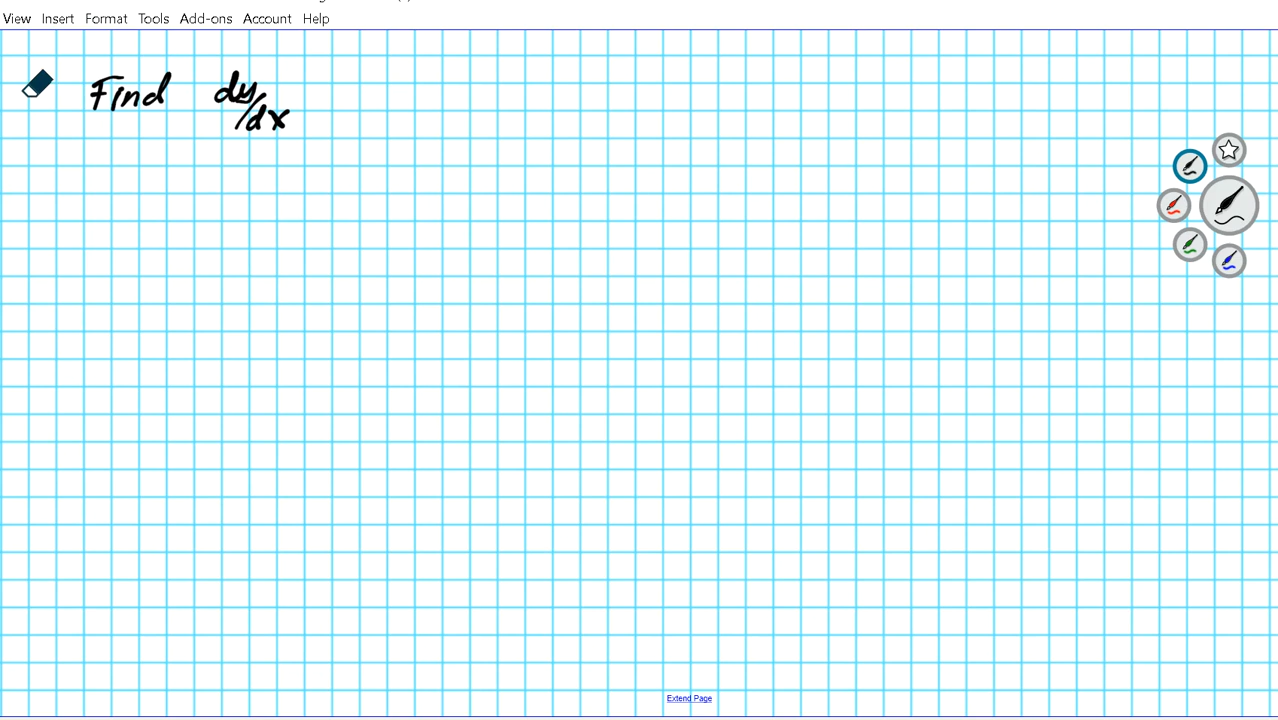 View Insert Format Tools Add-ons Account Help
Find dy/dx
Extend Page